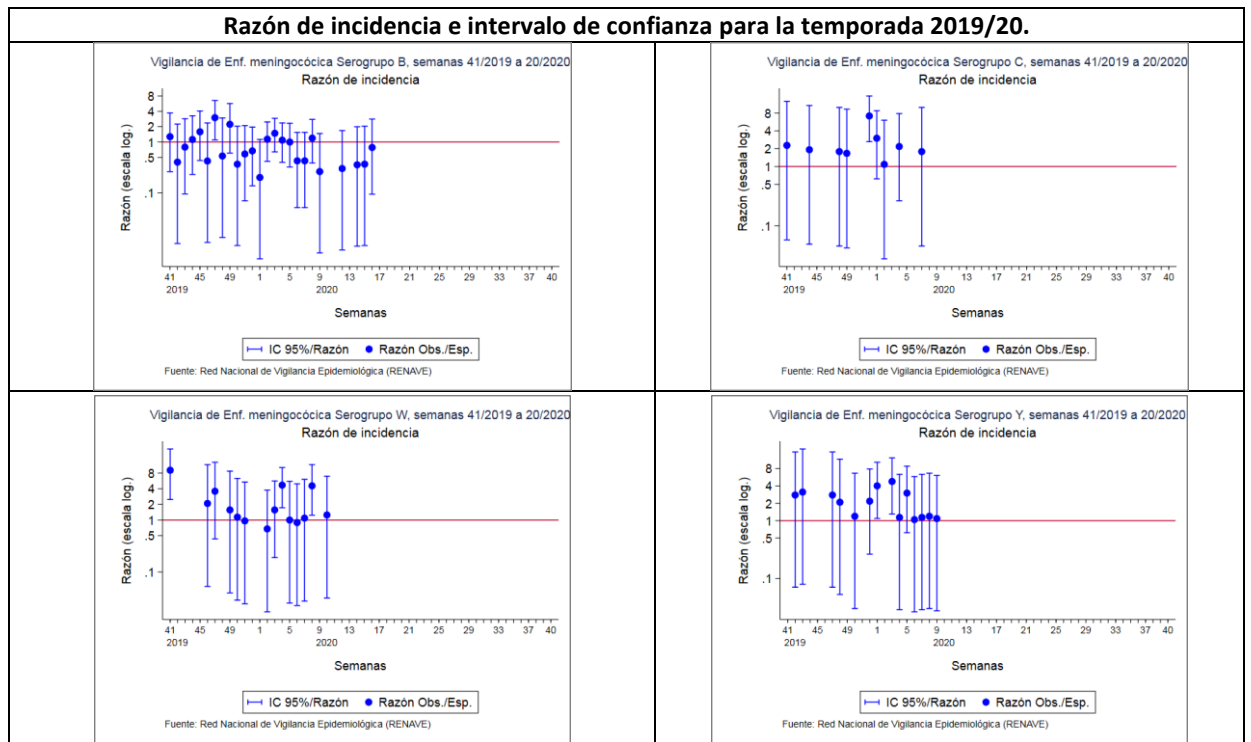 Razón de incidencia e intervalo de confianza para la temporada 2019/20.
Vigilancia de Enf. meningocócica Serogrupo B, semanas 41/2019 a 20/2020
Razón de incidencia
Razón (escala log.)
8
4
2
1
.5
.1
41 45 49 1 5 9 13 17 21 25 29 33 37 40
2019 2020
Semanas
IC 95%/Razón Razón Obs./Esp.
Fuente: Red Nacional de Vigilancia Epidemiológica (RENAVE)
Vigilancia de Enf. meningocócica Serogrupo C, semanas 41/2019 a 20/2020
Razón de incidencia
Razón (escala log.)
8
4
2
1
.5
.1
41 45 49 1 5 9 13 17 21 25 29 33 37 40
2019 2020
Semanas
IC 95%/Razón Razón Obs./Esp.
Fuente: Red Nacional de Vigilancia Epidemiológica (RENAVE)
Vigilancia de Enf. meningocócica Serogrupo W, semanas 41/2019 a 20/2020
Razón de incidencia
Razón (escala log.)
8
4
2
1
.5
.1
41 45 49 1 5 9 13 17 21 25 29 33 37 40
2019 2020
Semanas
IC 95%/Razón Razón Obs./Esp.
Fuente: Red Nacional de Vigilancia Epidemiológica (RENAVE)
Vigilancia de Enf. meningocócica Serogrupo Y, semanas 41/2019 a 20/2020
Razón de incidencia
Razón (escala log.)
8
4
2
1
.5
.1
41 45 49 1 5 9 13 17 21 25 29 33 37 40
2019 2020
Semanas
IC 95%/Razón Razón Obs./Esp.
Fuente: Red Nacional de Vigilancia Epidemiológica (RENAVE)